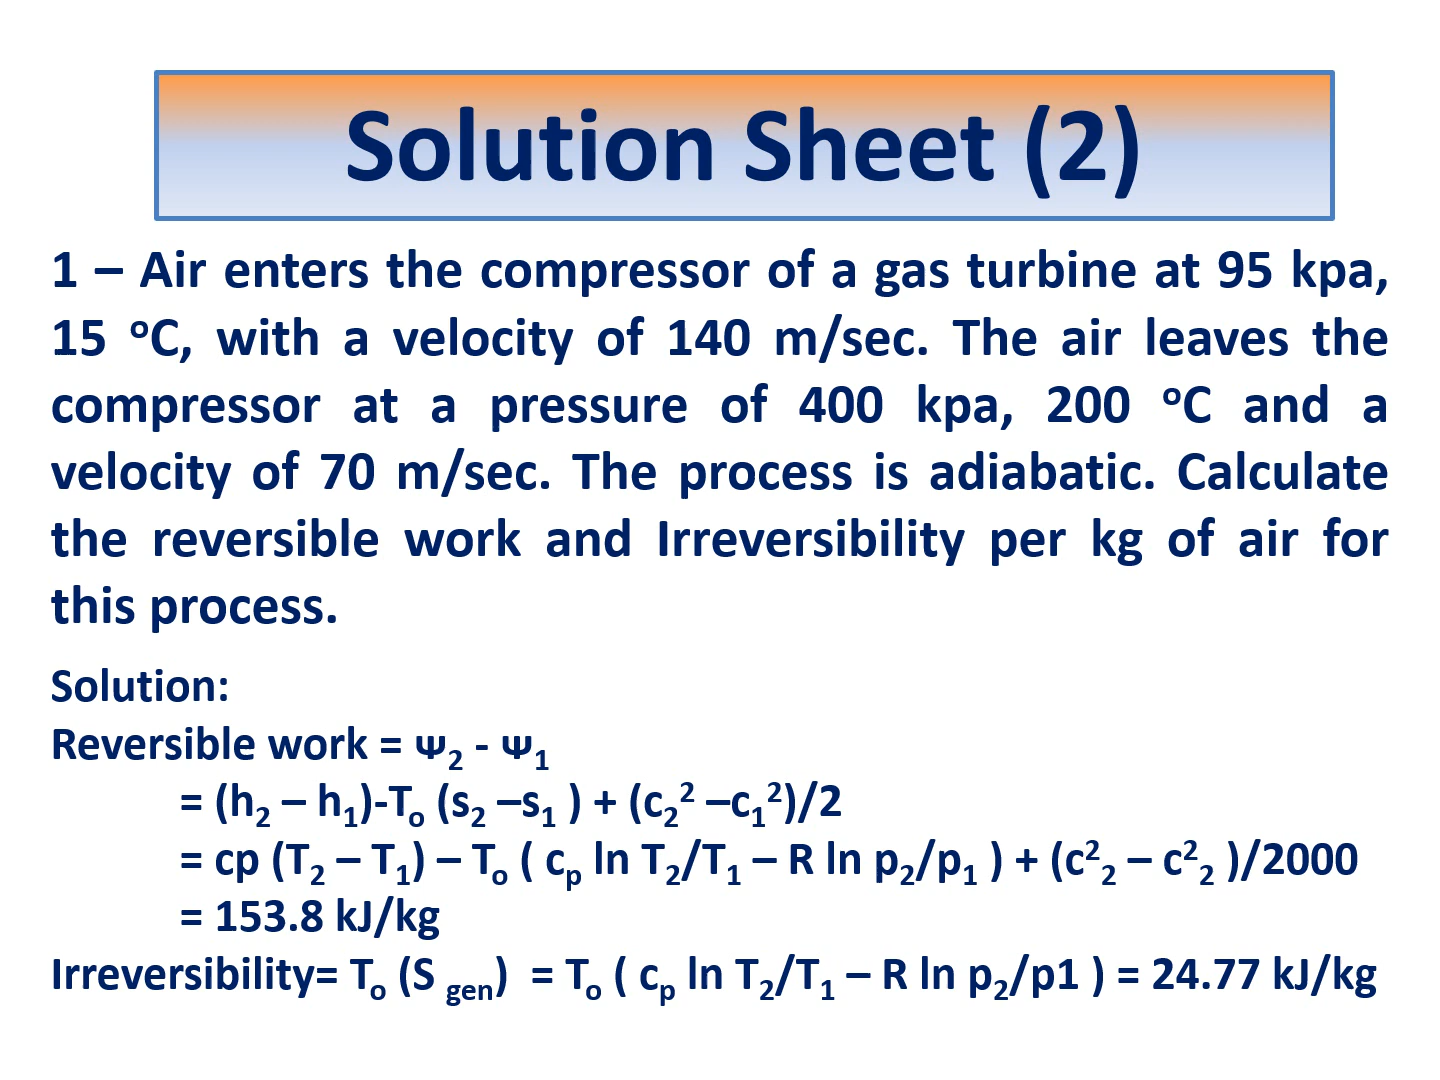 Solution Sheet (2)
1 – Air enters the compressor of a gas turbine at 95 kpa,
15 ᵒC, with a velocity of 140 m/sec. The air leaves the
compressor at a pressure of 400 kpa, 200 ᵒC and a
velocity of 70 m/sec. The process is adiabatic. Calculate
the reversible work and Irreversibility per kg of air for
this process.
Solution:
Reversible work = Ψ₂ - Ψ₁
= (h₂ – h₁)-Tₒ (s₂ –s₁ ) + (c₂² –c₁²)/2
= cp (T₂ – T₁) – Tₒ ( cₚ ln T₂/T₁ – R ln p₂/p₁ ) + (c²₂ – c²₂ )/2000
= 153.8 kJ/kg
Irreversibility= Tₒ (S gen) = Tₒ ( cₚ ln T₂/T₁ – R ln p₂/p1 ) = 24.77 kJ/kg